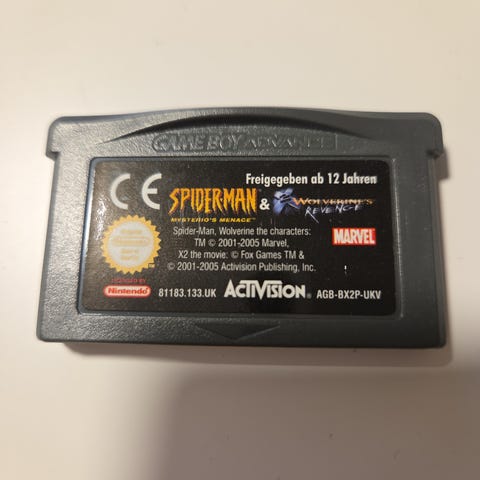 GAME BOY ADVANCE
Freigegeben ab 12 Jahren
CE
SPIDER-MAN & WOLVERINE'S
MYSTERIO'S MENACE™ REVENGE
Spider-Man, Wolverine the characters:
TM © 2001-2005 Marvel,
X2 the movie: © Fox Games TM &
© 2001-2005 Activision Publishing, Inc.
MARVEL
Nintendo
81183.133.UK ACTIVISION® AGB-BX2P-UKV